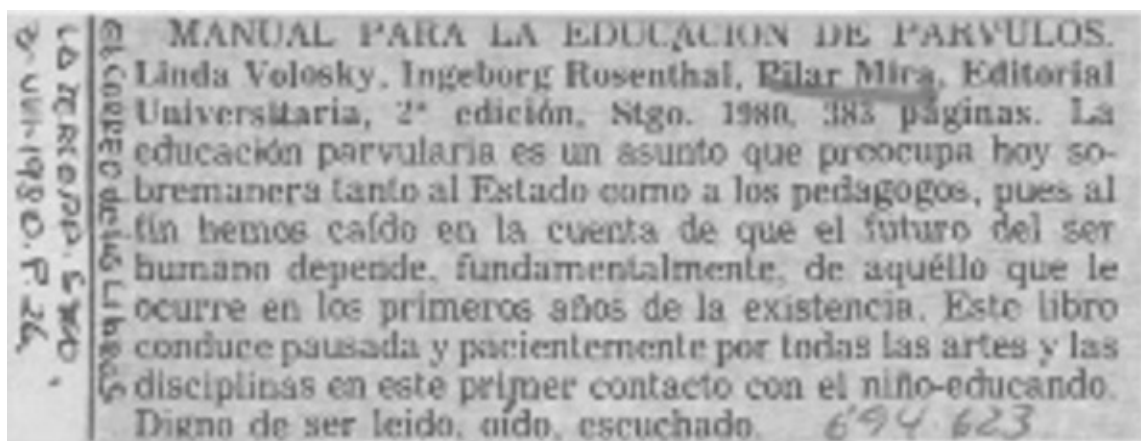 MANUAL PARA LA EDUCACION DE PARVULOS.
Linda Volosky, Ingeborg Rosenthal, Pilar Mira, Editorial
Universitaria, 2ª edición, Stgo. 1980, 383 páginas. La
educación parvularia es un asunto que preocupa hoy so-
bremanera tanto al Estado como a los pedagogos, pues al
fin hemos caído en la cuenta de que el futuro del ser
humano depende, fundamentalmente, de aquéllo que le
ocurre en los primeros años de la existencia. Este libro
conduce pausada y pacientemente por todas las artes y las
disciplinas en este primer contacto con el niño-educando.
Digno de ser leido, oído, escuchado.
694 623
El CORREO de los Libros
LA TERCERA. Stgo.
VIII-1980. P. 26.